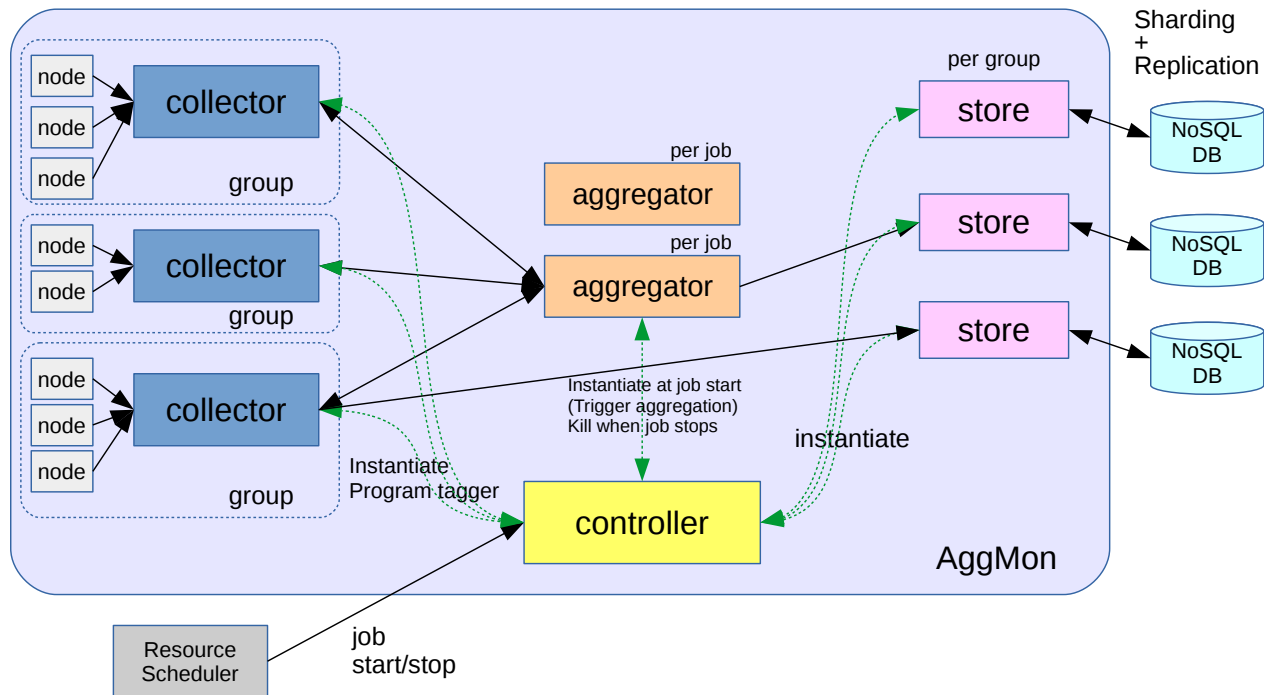 Sharding
+
Replication
node
node
node
collector
group
node
node
collector
group
node
node
node
collector
group
per job
aggregator
per job
aggregator
per group
store
store
store
NoSQL
DB
NoSQL
DB
NoSQL
DB
Instantiate at job start
(Trigger aggregation)
Kill when job stops
instantiate
Instantiate
Program tagger
controller
AggMon
Resource
Scheduler
job
start/stop